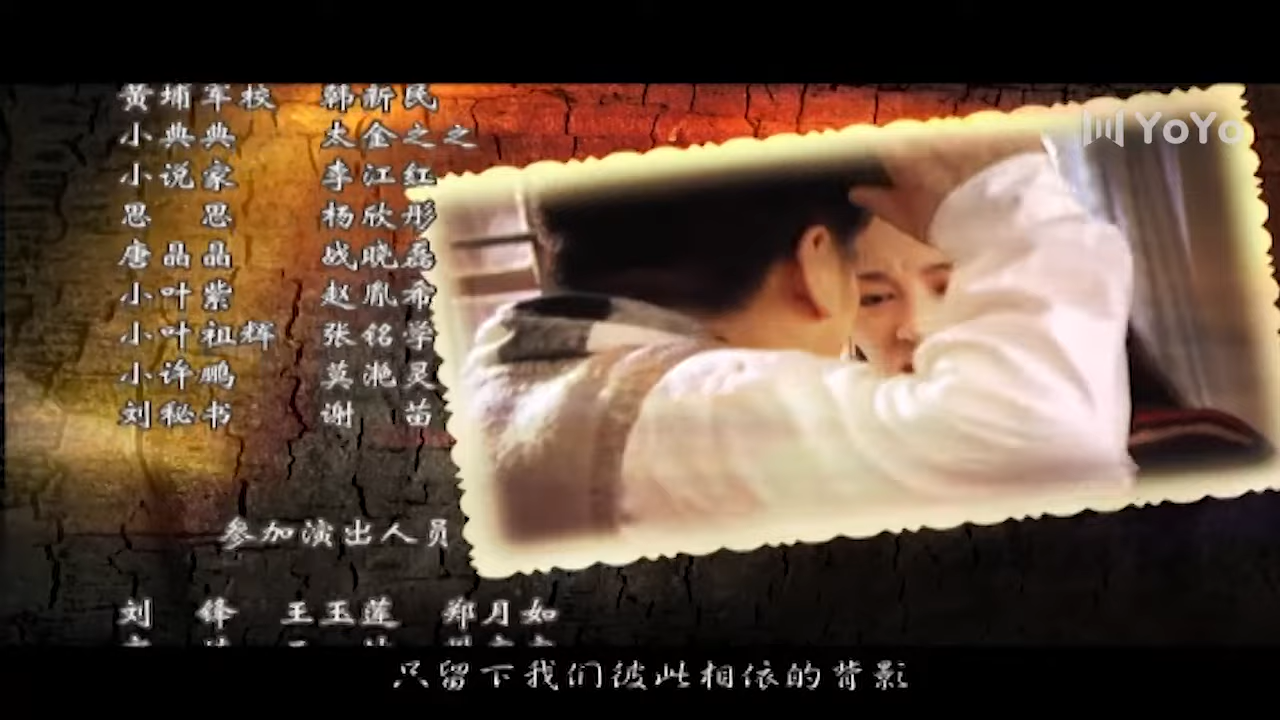 黄埔军校 韩新民
YoYo
小典典 太金之之
小说家 李江红
思思 杨欣彤
唐晶晶 战晓磊
小叶紫 赵胤希
小叶祖辉 张铭学
小许鹏 莫滟灵
刘秘书 谢苗
参加演出人员
刘锋 王玉莲 郑月如
只留下我们彼此相依的背影